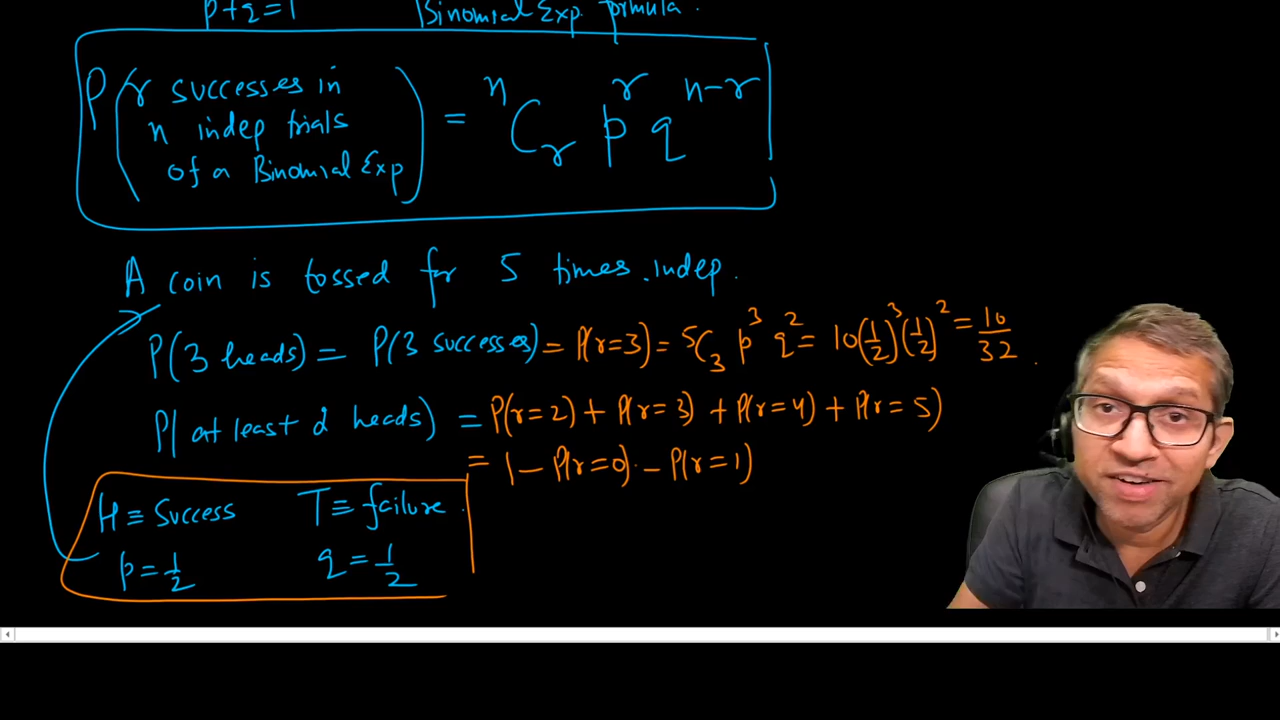 p+q=1 Binomial Exp. formula.
P(r successes in n indep trials of a Binomial Exp) = ⁿCᵣ pʳ qⁿ⁻ʳ
A coin is tossed for 5 times indep.
P(3 heads) = P(3 successes) = P(r=3) = ⁵C₃ p³ q² = 10(1/2)³(1/2)² = 10/32
P(at least 2 heads) = P(r=2) + P(r=3) + P(r=4) + P(r=5)
= 1 – P(r=0) – P(r=1)
H ≡ Success T ≡ failure.
p = 1/2 q = 1/2